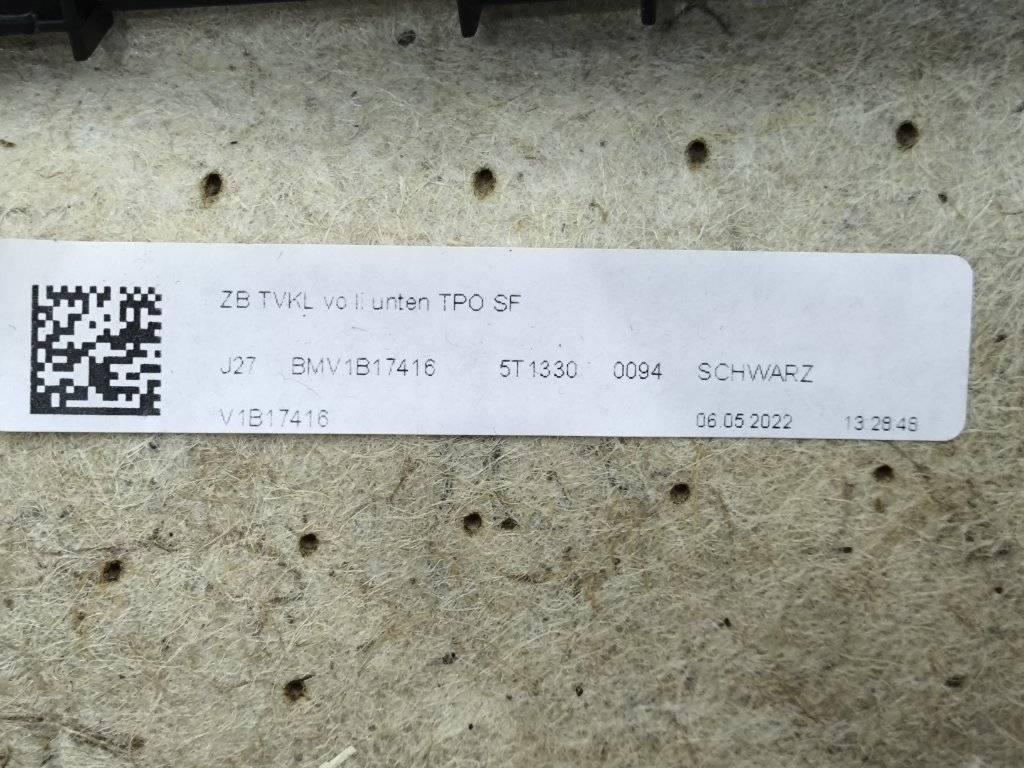 ZB TVKL vo li unten TPO SF
J27 BMV1B17416 5T1330 0094 SCHWARZ
V1B17416 06.05.2022 13:28:48